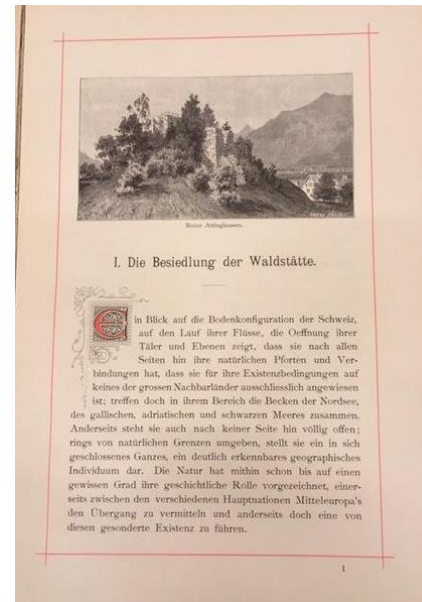 Ruine Attinghausen.
I. Die Besiedlung der Waldstätte.
Ein Blick auf die Bodenkonfiguration der Schweiz,
auf den Lauf ihrer Flüsse, die Oeffnung ihrer
Täler und Ebenen zeigt, dass sie nach allen
Seiten hin ihre natürlichen Pforten und Ver-
bindungen hat, dass sie für ihre Existenzbedingungen auf
keines der grossen Nachbarländer ausschliesslich angewiesen
ist; treffen doch in ihrem Bereich die Becken der Nordsee,
des gallischen, adriatischen und schwarzen Meeres zusammen.
Anderseits steht sie auch nach keiner Seite hin völlig offen;
rings von natürlichen Grenzen umgeben, stellt sie ein in sich
geschlossenes Ganzes, ein deutlich erkennbares geographisches
Individuum dar. Die Natur hat mithin schon bis auf einen
gewissen Grad ihre geschichtliche Rolle vorgezeichnet, einer-
seits zwischen den verschiedenen Hauptnationen Mitteleuropa's
den Übergang zu vermitteln und anderseits doch eine von
diesen gesonderte Existenz zu führen.
1